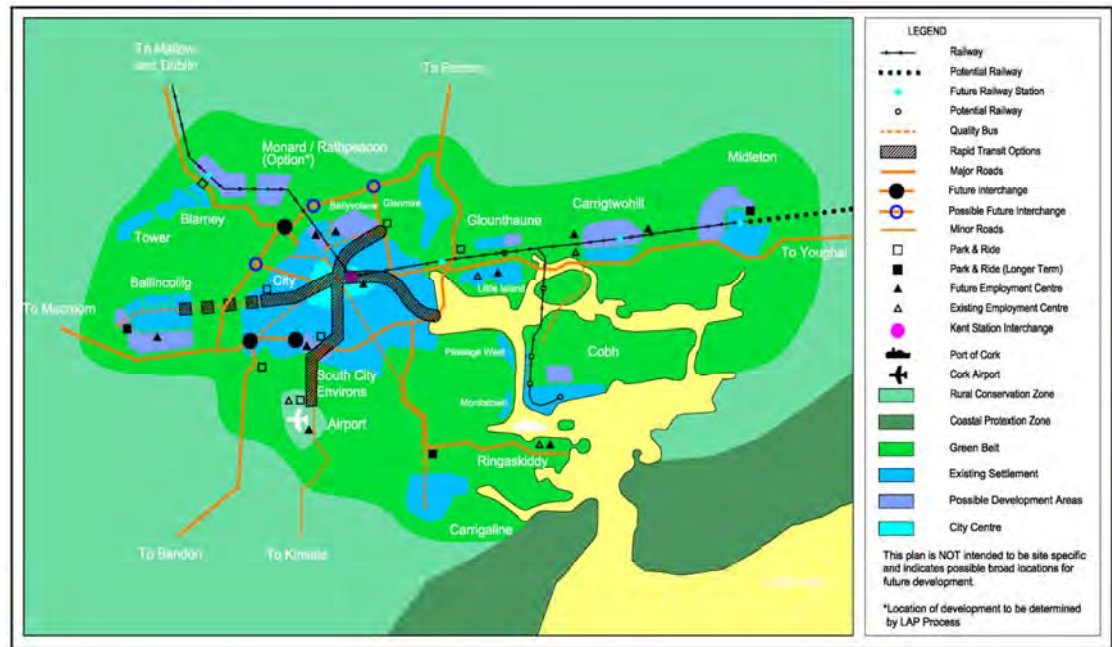 To Mallow
and Dublin
To Fermoy
Monard / Rathpeacon
(Option*)
Midleton
Ballyvolane
Glanmire
Blarney
Tower
Glounthaune
Carrigtwohill
To Youghal
City
Ballincollig
Little Island
To Macroom
Passage West
Cobh
South City
Environs
Monkstown
Airport
Ringaskiddy
Carrigaline
To Bandon
To Kinsale
LEGEND
Railway
Potential Railway
Future Railway Station
Potential Railway
Quality Bus
Rapid Transit Options
Major Roads
Future Interchange
Possible Future Interchange
Minor Roads
Park & Ride
Park & Ride (Longer Term)
Future Employment Centre
Existing Employment Centre
Kent Station Interchange
Port of Cork
Cork Airport
Rural Conservation Zone
Coastal Protextion Zone
Green Belt
Existing Settlement
Possible Development Areas
City Centre
This plan is NOT intended to be site specific
and indicates possible broad locations for
future development.
*Location of development to be determined
by LAP Process